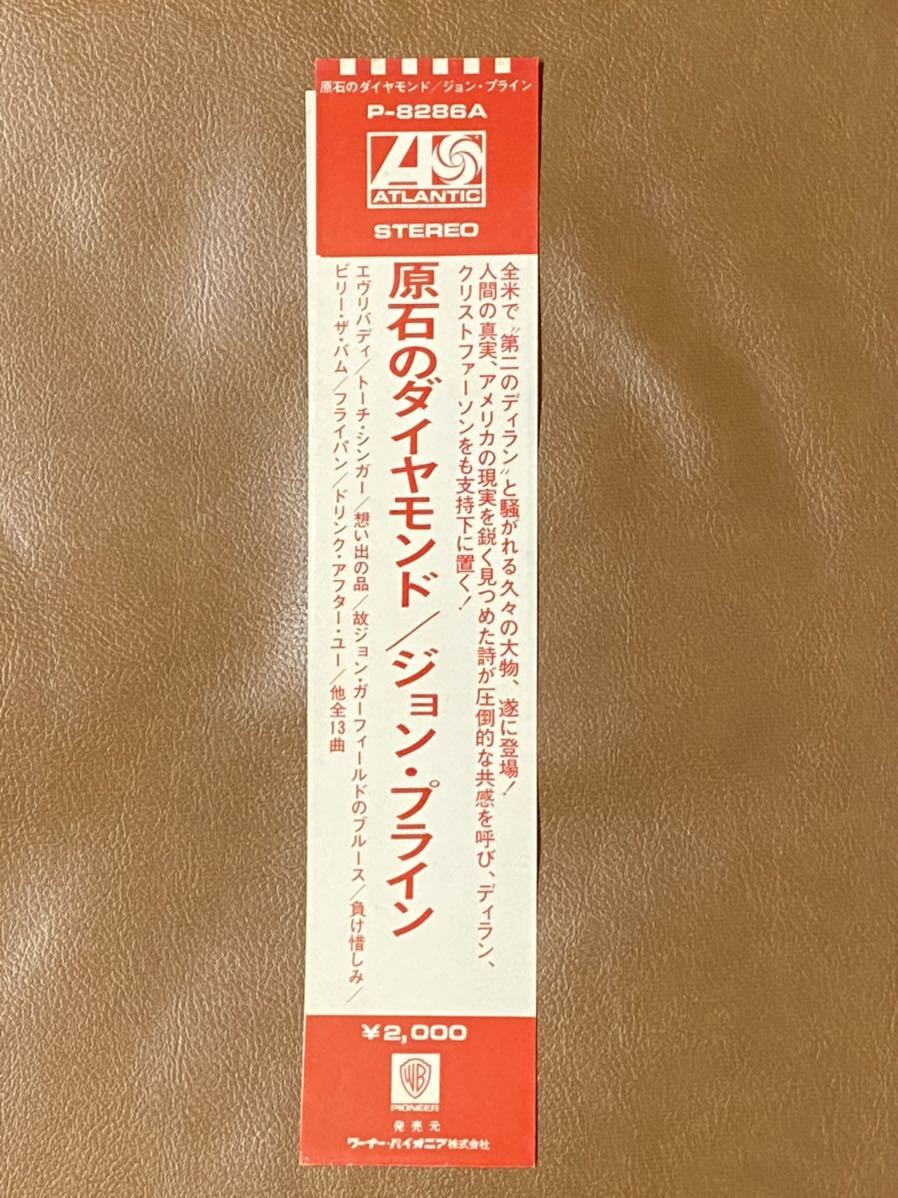 原石のダイヤモンド／ジョン・プライン
P-8286A
ATLANTIC
STEREO
全米で〝第二のディラン〟と騒がれる久々の大物、遂に登場！
人間の真実、アメリカの現実を鋭く見つめた詩が圧倒的な共感を呼び、ディラン、
クリストファーソンをも支持下に置く！
原石のダイヤモンド／ジョン・プライン
エヴリバディ／トーチ・シンガー／想い出の品／故ジョン・ガーフィールドのブルース／負け惜しみ／
ビリー・ザ・バム／フライパン／ドリンク・アフター・ユー／他全13曲
¥2,000
WB
PIONEER
発売元
ワーナー・パイオニア株式会社